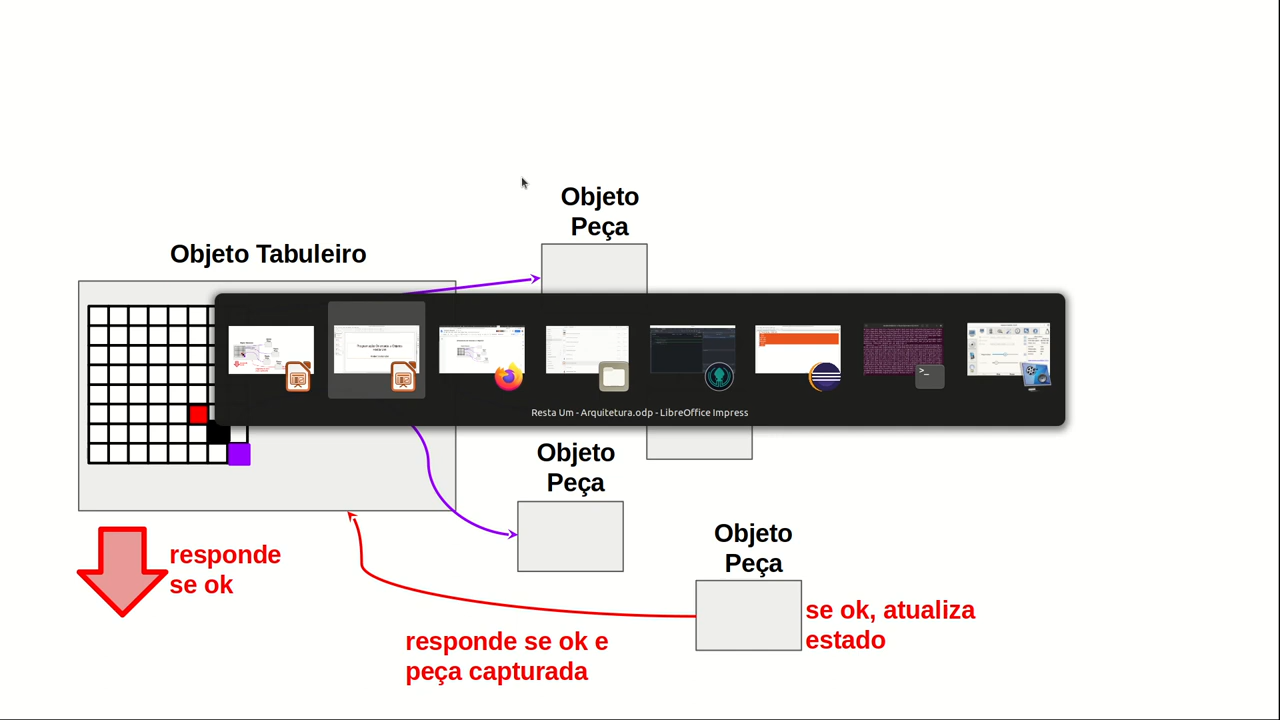 Objeto
Peça
Objeto Tabuleiro
Resta Um - Arquitetura.odp - LibreOffice Impress
Objeto
Peça
Objeto
Peça
responde
se ok
se ok, atualiza
estado
responde se ok e
peça capturada